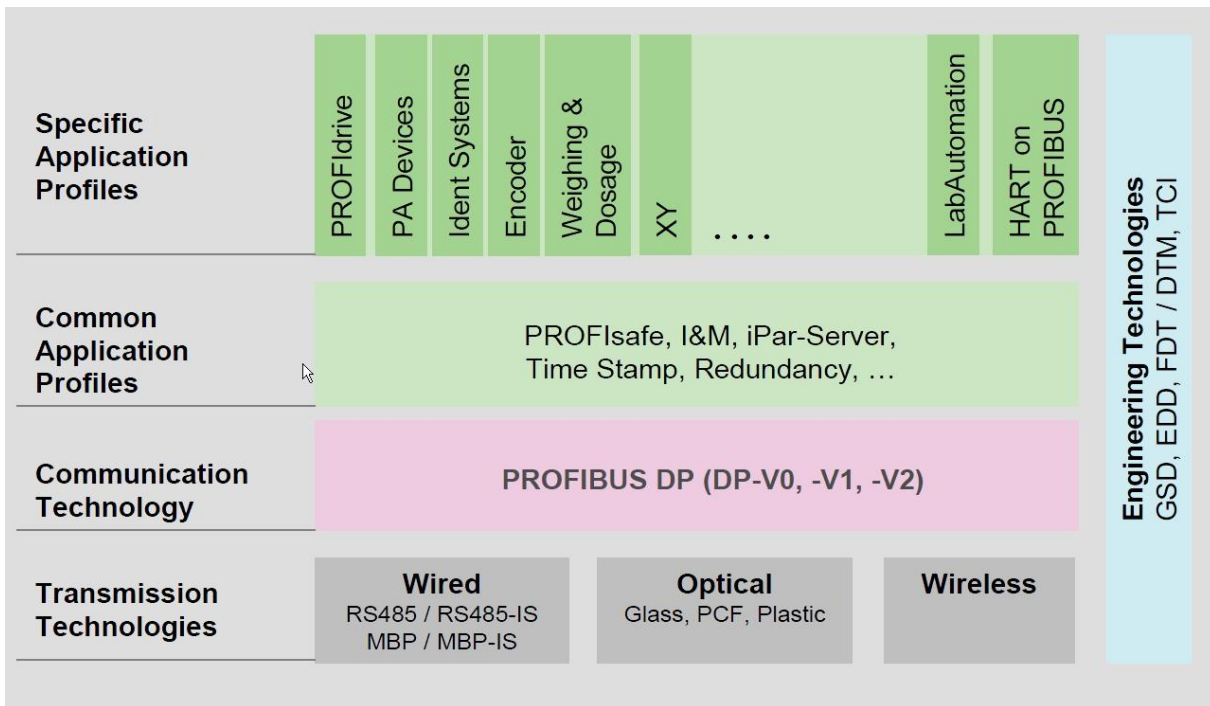 Specific
Application
Profiles
PROFIdrive
PA Devices
Ident Systems
Encoder
Weighing &
Dosage
XY
....
LabAutomation
HART on
PROFIBUS
Common
Application
Profiles
PROFIsafe, I&M, iPar-Server,
Time Stamp, Redundancy, …
Communication
Technology
PROFIBUS DP (DP-V0, -V1, -V2)
Transmission
Technologies
Wired
RS485 / RS485-IS
MBP / MBP-IS
Optical
Glass, PCF, Plastic
Wireless
Engineering Technologies
GSD, EDD, FDT / DTM, TCI